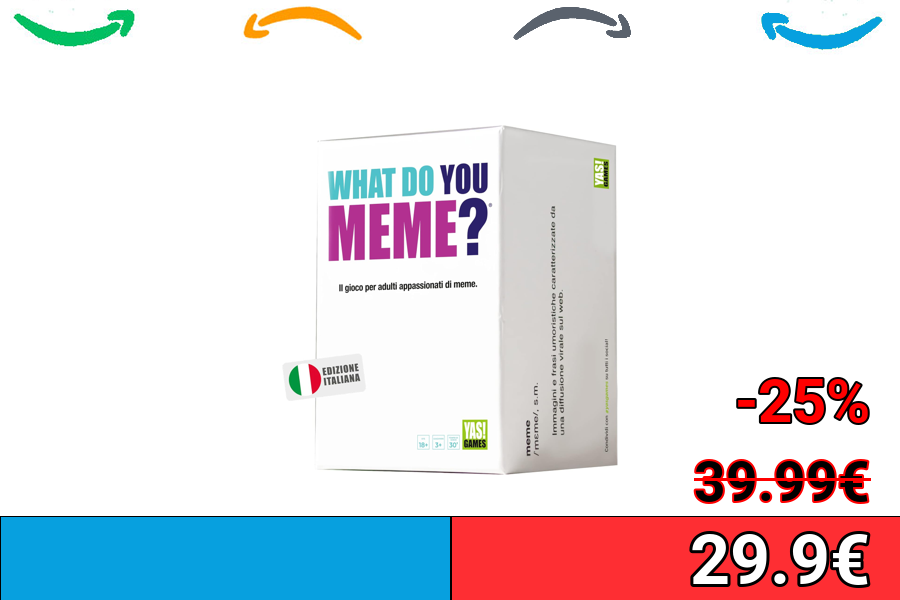 WHAT DO YOU
MEME?
Il gioco per adulti appassionati di meme.
EDIZIONE
ITALIANA
18+ 3+ 30'
YAS!
GAMES
YAS!
GAMES
meme
/'mɛme/, s.m.
Immagini e frasi umoristiche caratterizzate da
una diffusione virale sul web.
-25%
39.99€
29.9€